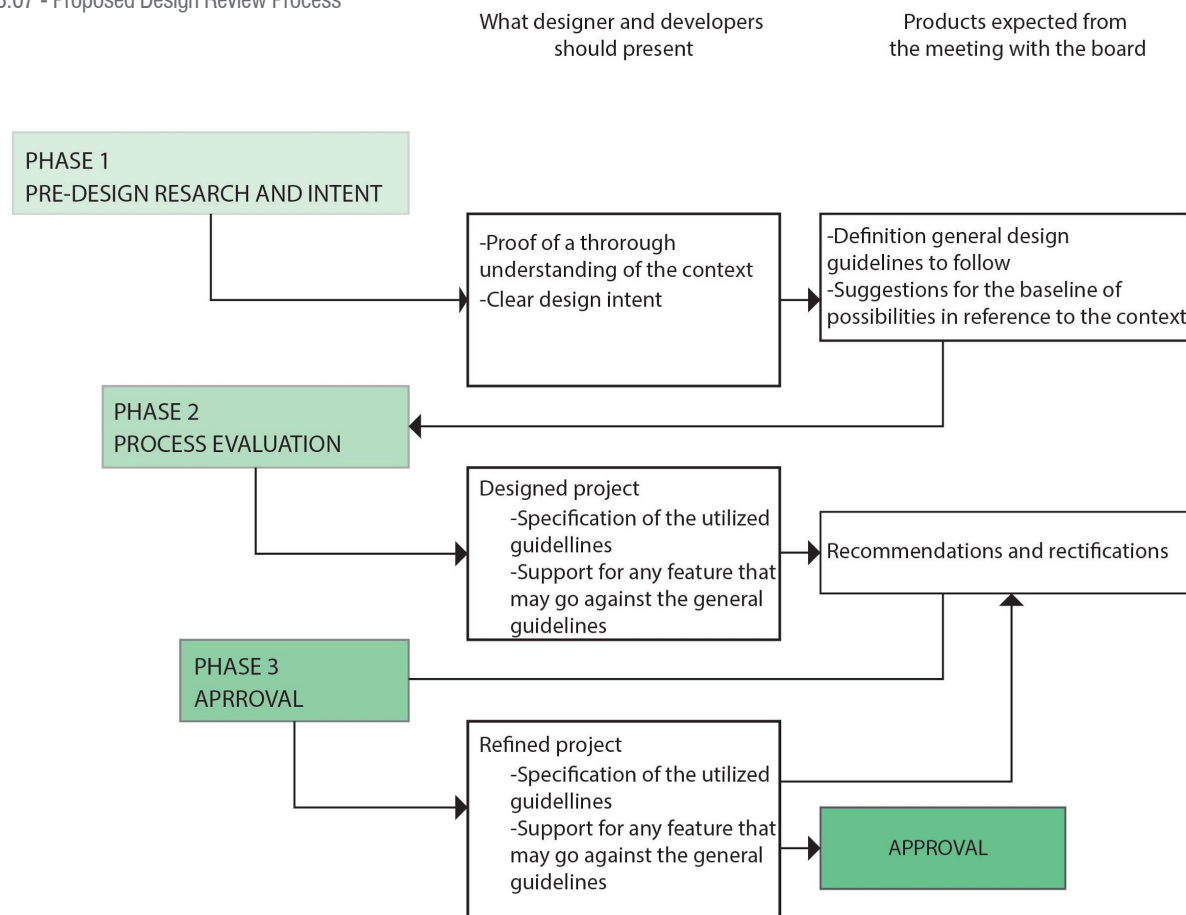 3.07 - Proposed Design Review Process
What designer and developers
should present
Products expected from
the meeting with the board
PHASE 1
PRE-DESIGN RESARCH AND INTENT
-Proof of a throrough
understanding of the context
-Clear design intent
-Definition general design
guidelines to follow
-Suggestions for the baseline of
possibilities in reference to the context
PHASE 2
PROCESS EVALUATION
Designed project
-Specification of the utilized
guidellines
-Support for any feature that
may go against the general
guidelines
Recommendations and rectifications
PHASE 3
APRROVAL
Refined project
-Specification of the utilized
guidellines
-Support for any feature that
may go against the general
guidelines
APPROVAL